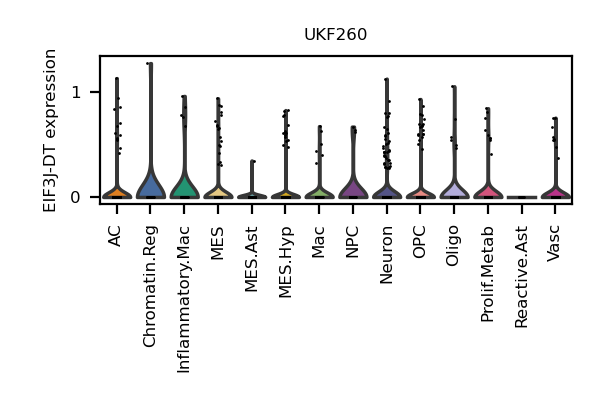 UKF260
EIF3J-DT expression
1
0
AC
Chromatin.Reg
Inflammatory.Mac
MES
MES.Ast
MES.Hyp
Mac
NPC
Neuron
OPC
Oligo
Prolif.Metab
Reactive.Ast
Vasc